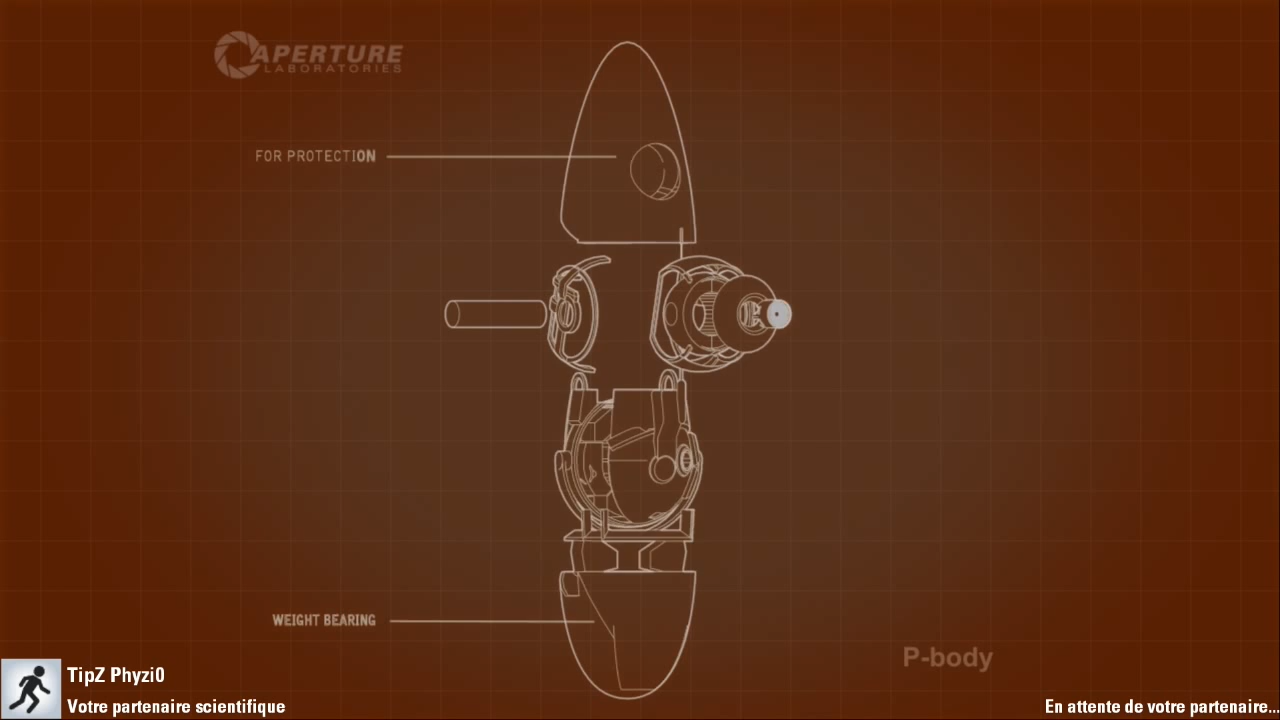 APERTURE
LABORATORIES
FOR PROTECTION
WEIGHT BEARING
P-body
TipZ Phyzi0
Votre partenaire scientifique
En attente de votre partenaire...